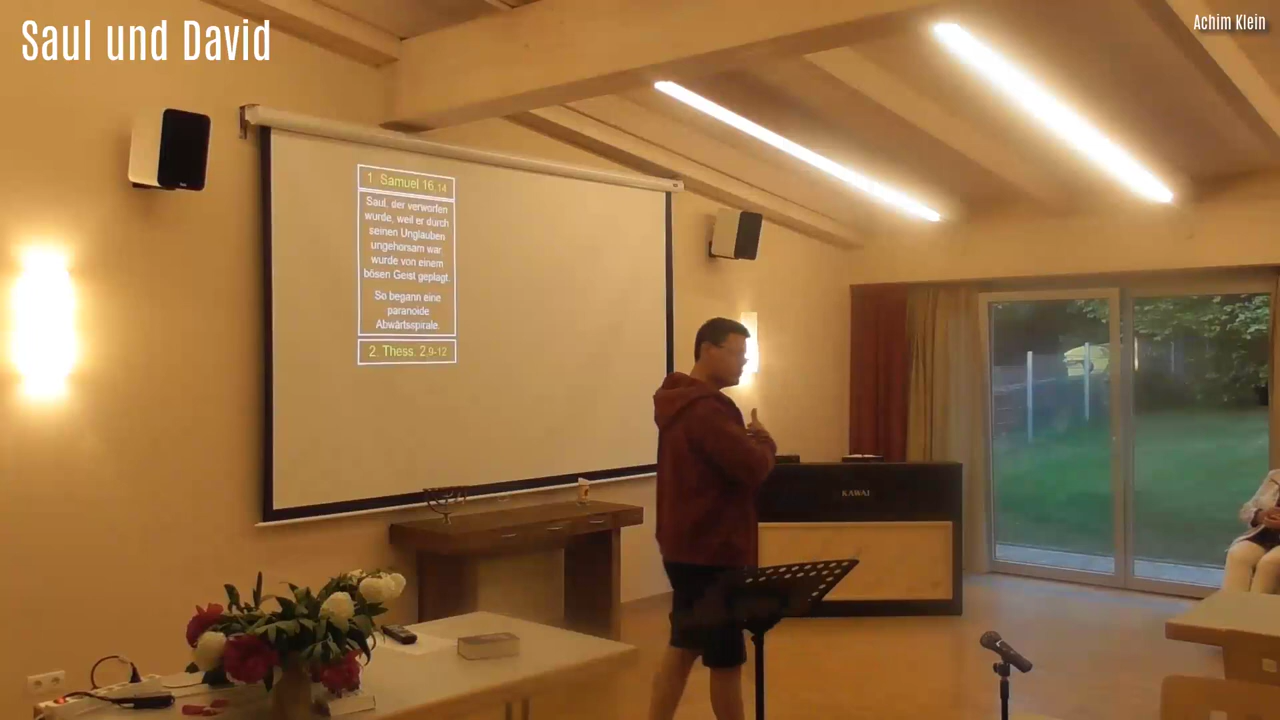 Saul und David
Achim Klein
1. Samuel 16,14
Saul, der verworfen
wurde, weil er durch
seinen Unglauben
ungehorsam war,
wurde von einem
bösen Geist geplagt.
So begann eine
paranoide
Abwärtsspirale.
2. Thess. 2,9-12
KAWAI